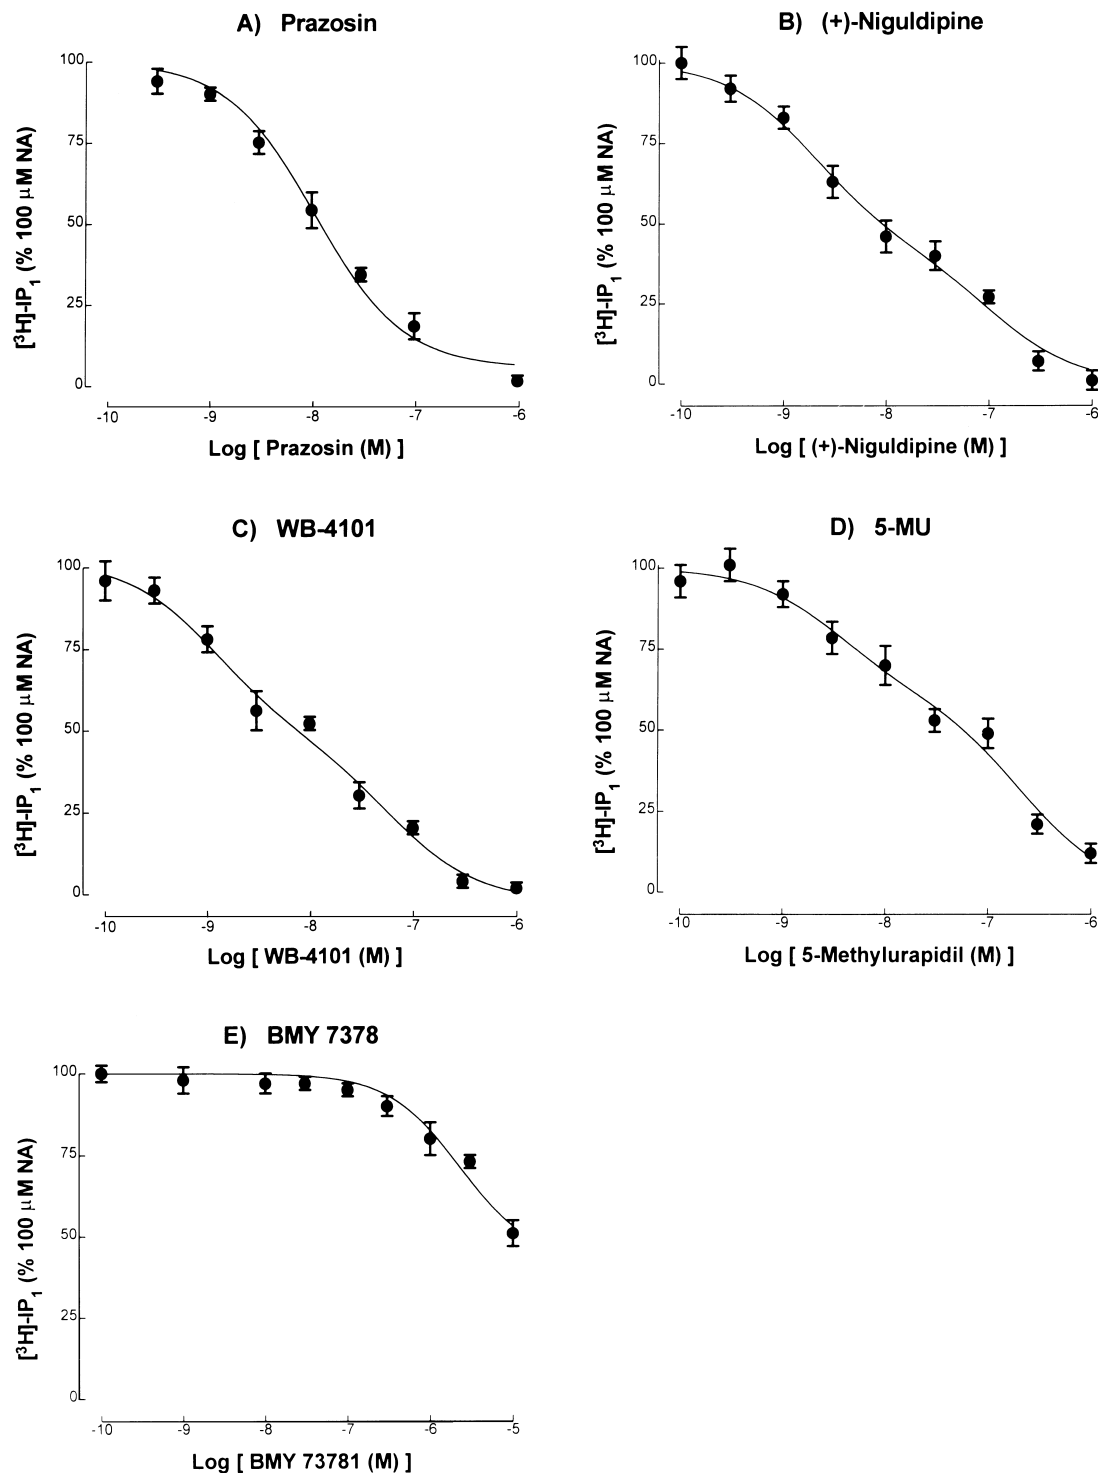 A) Prazosin
[³H]-IP₁ (% 100 µM NA)
100
75
50
25
0
-10 -9 -8 -7 -6
Log [ Prazosin (M) ]
B) (+)-Niguldipine
[³H]-IP₁ (% 100 µM NA)
100
75
50
25
0
-10 -9 -8 -7 -6
Log [ (+)-Niguldipine (M) ]
C) WB-4101
[³H]-IP₁ (% 100 µM NA)
100
75
50
25
0
-10 -9 -8 -7 -6
Log [ WB-4101 (M) ]
D) 5-MU
[³H]-IP₁ (% 100 µM NA)
100
75
50
25
0
-10 -9 -8 -7 -6
Log [ 5-Methylurapidil (M) ]
E) BMY 7378
[³H]-IP₁ (% 100 µM NA)
100
75
50
25
0
-10 -9 -8 -7 -6 -5
Log [ BMY 73781 (M) ]